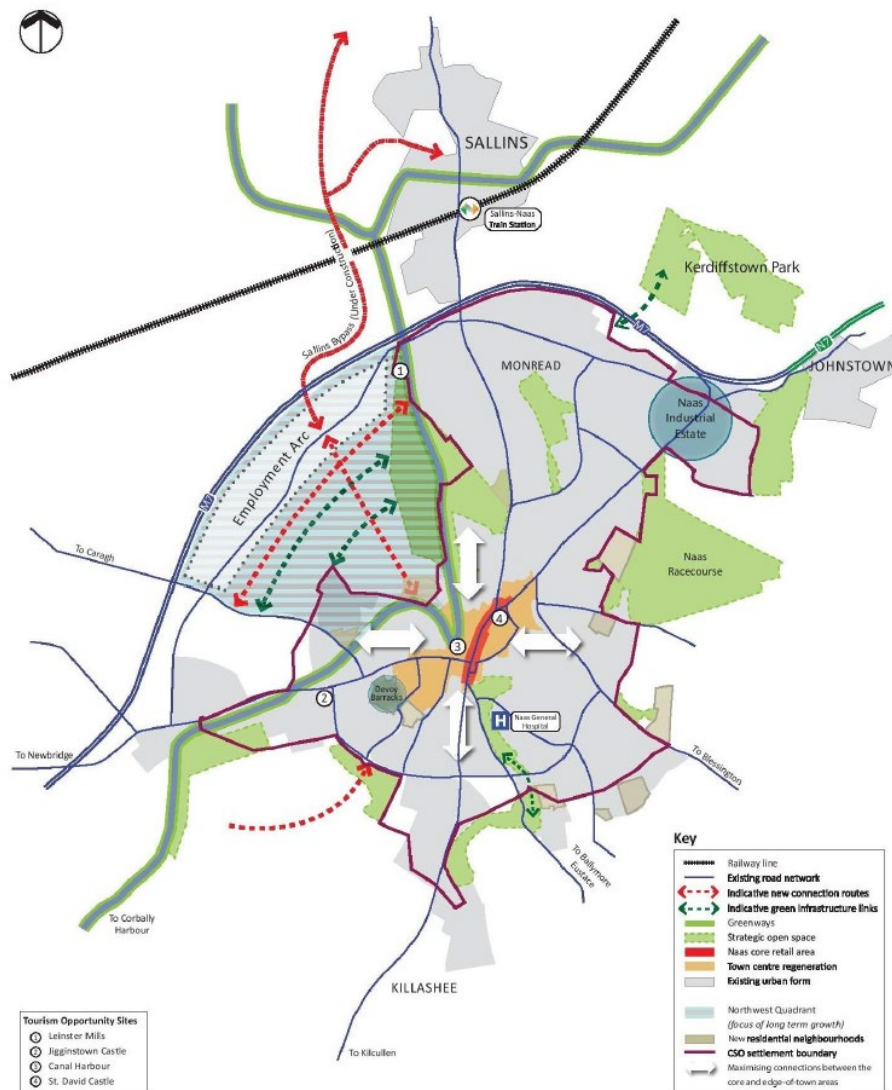 SALLINS
Sallins-Naas
Train Station
Sallins Bypass (Under Construction)
Kerdiffstown Park
M7
N7
JOHNSTOWN
MONREAD
1
Naas
Industrial
Estate
Employment Arc
M7
To Caragh
Naas
Racecourse
4
3
2
Devoy
Barracks
H
Naas General
Hospital
To Newbridge
To Blessington
To Ballymore
Eustate
To Corbally
Harbour
KILLASHEE
To Kilcullen
Tourism Opportunity Sites
1 Leinster Mills
2 Jigginstown Castle
3 Canal Harbour
4 St. David Castle
Key
Railway line
Existing road network
Indicative new connection routes
Indicative green infrastructure links
Greenways
Strategic open space
Naas core retail area
Town centre regeneration
Existing urban form
Northwest Quadrant
(focus of long term growth)
New residential neighbourhoods
CSO settlement boundary
Maximising connections between the
core and edge-of-town areas